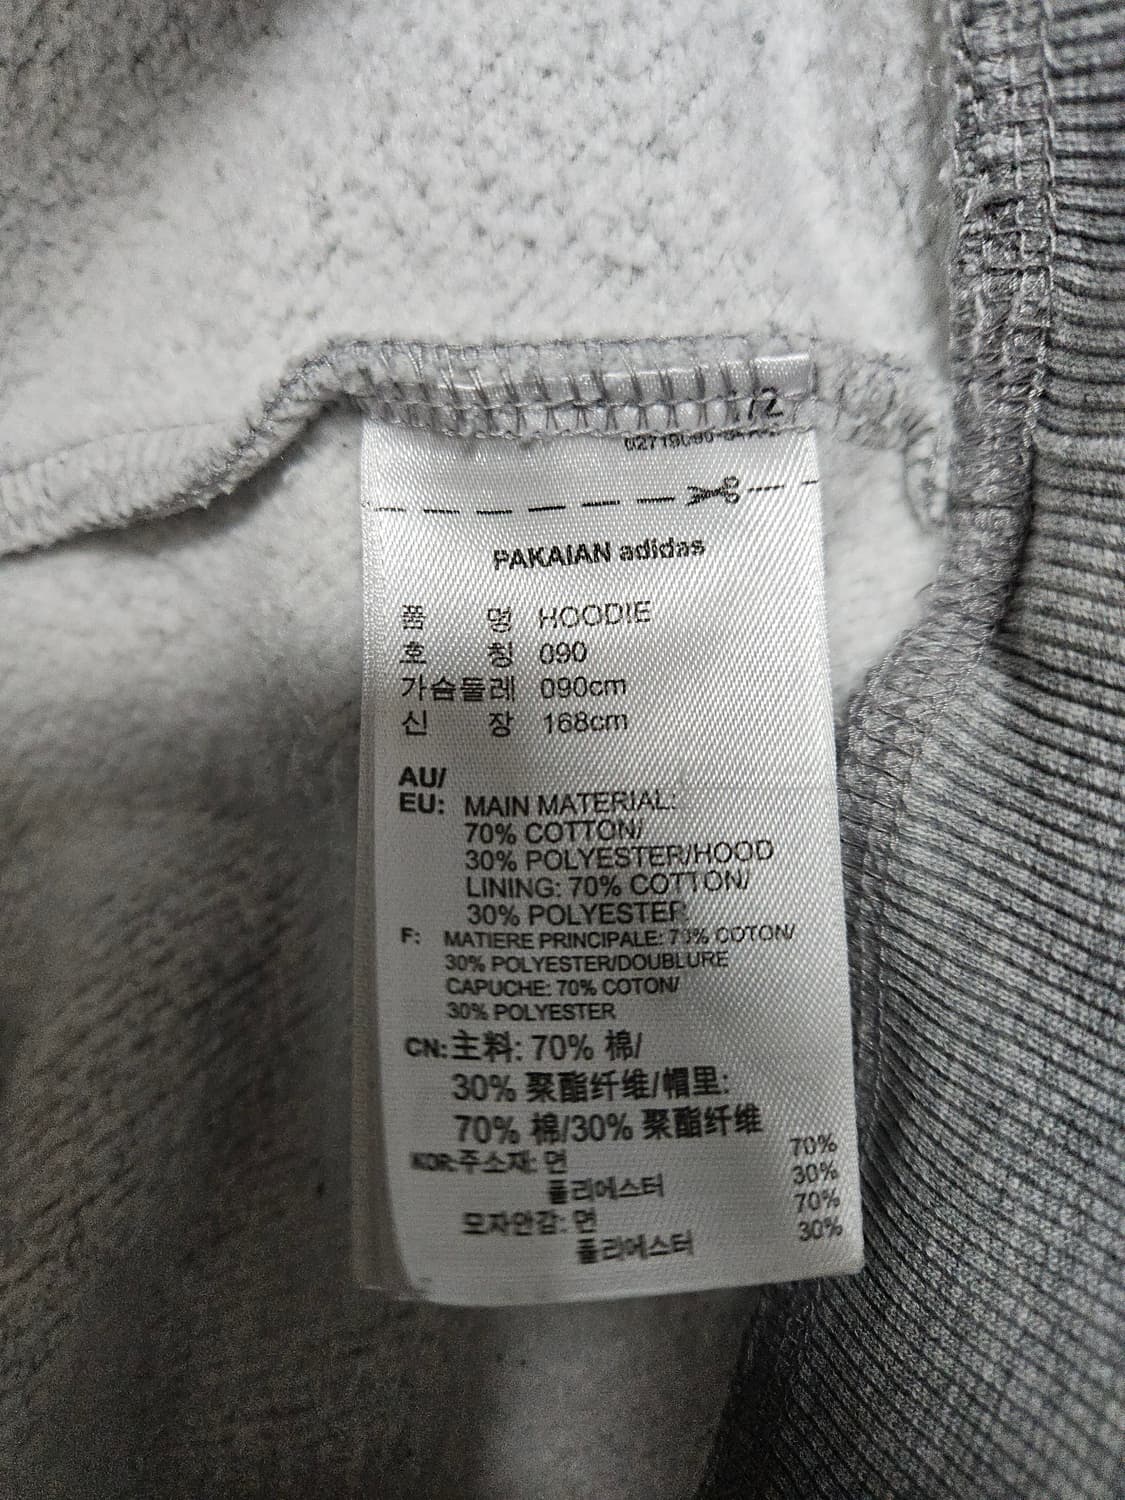 /2
PAKAIAN adidas
품 명 HOODIE
호 칭 090
가슴둘레 090cm
신 장 168cm
AU/
EU: MAIN MATERIAL:
70% COTTON/
30% POLYESTER/HOOD
LINING: 70% COTTON/
30% POLYESTER
F: MATIERE PRINCIPALE: 70% COTON/
30% POLYESTER/DOUBLURE
CAPUCHE: 70% COTON/
30% POLYESTER
CN: 主料: 70% 棉/
30% 聚酯纤维/帽里:
70% 棉/30% 聚酯纤维
KOR: 주소재: 면 70%
폴리에스터 30%
모자안감: 면 70%
폴리에스터 30%